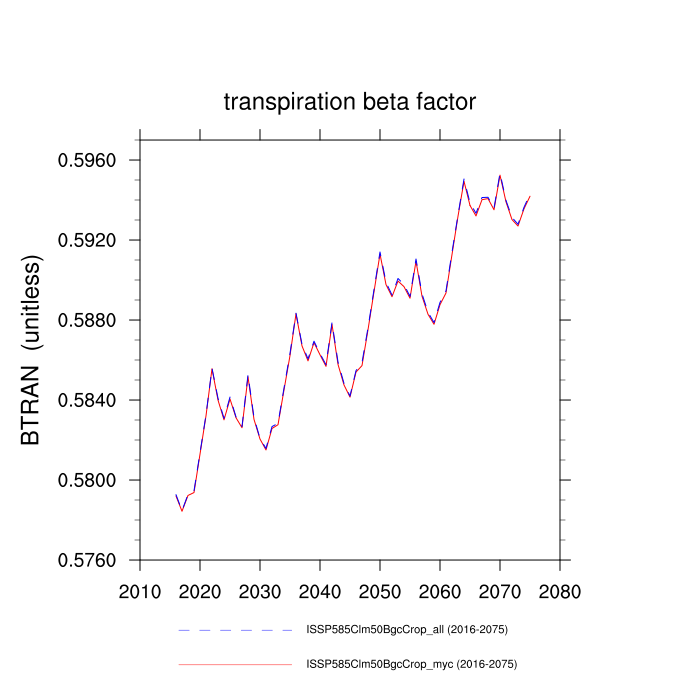 transpiration beta factor
BTRAN (unitless)
0.5960
0.5920
0.5880
0.5840
0.5800
0.5760
2010 2020 2030 2040 2050 2060 2070 2080
ISSP585Clm50BgcCrop_all (2016-2075)
ISSP585Clm50BgcCrop_myc (2016-2075)